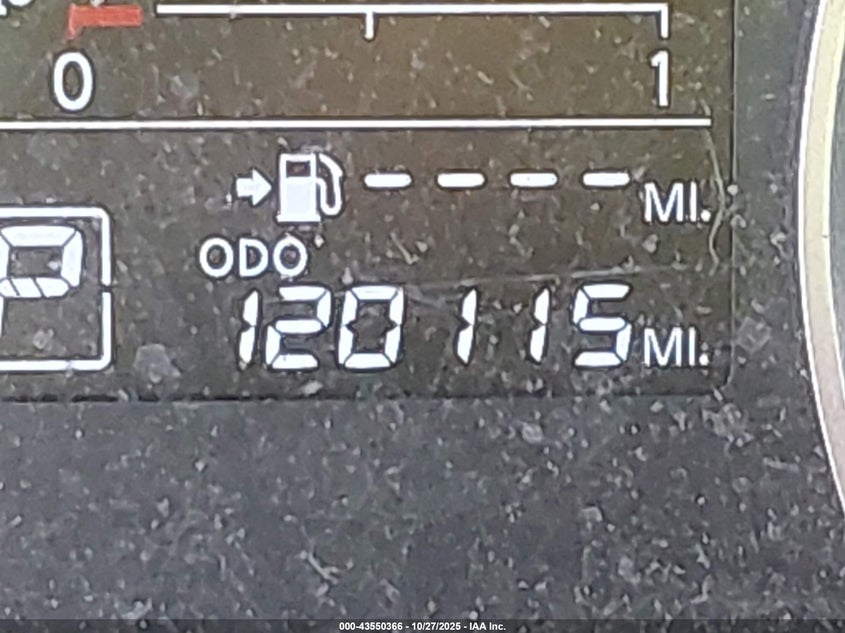 0 1
- - - - MI.
P
ODO
120115 MI.
000-43550366 - 10/27/2025 - IAA Inc.